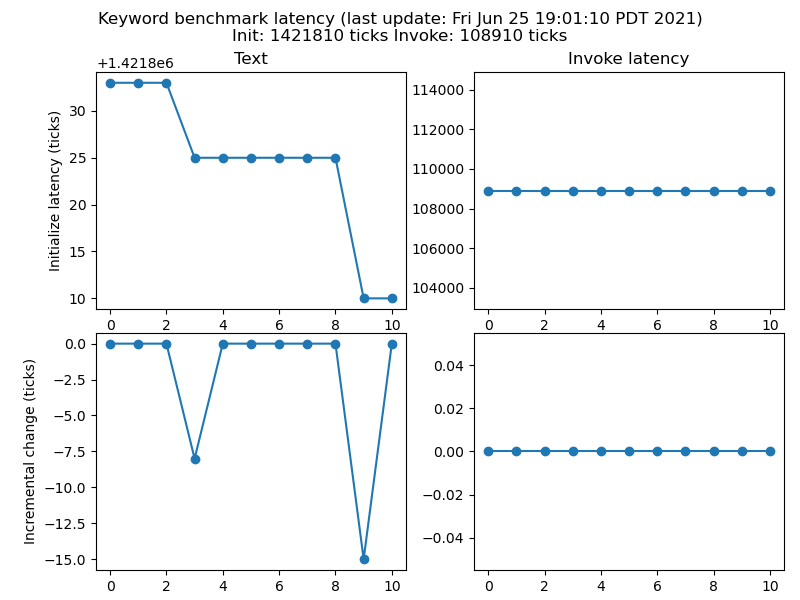 Keyword benchmark latency (last update: Fri Jun 25 19:01:10 PDT 2021)
Init: 1421810 ticks Invoke: 108910 ticks
Text
+1.4218e6
Initialize latency (ticks)
30
25
20
15
10
0 2 4 6 8 10
Invoke latency
114000
112000
110000
108000
106000
104000
0 2 4 6 8 10
Incremental change (ticks)
0.0
−2.5
−5.0
−7.5
−10.0
−12.5
−15.0
0 2 4 6 8 10
0.04
0.02
0.00
−0.02
−0.04
0 2 4 6 8 10